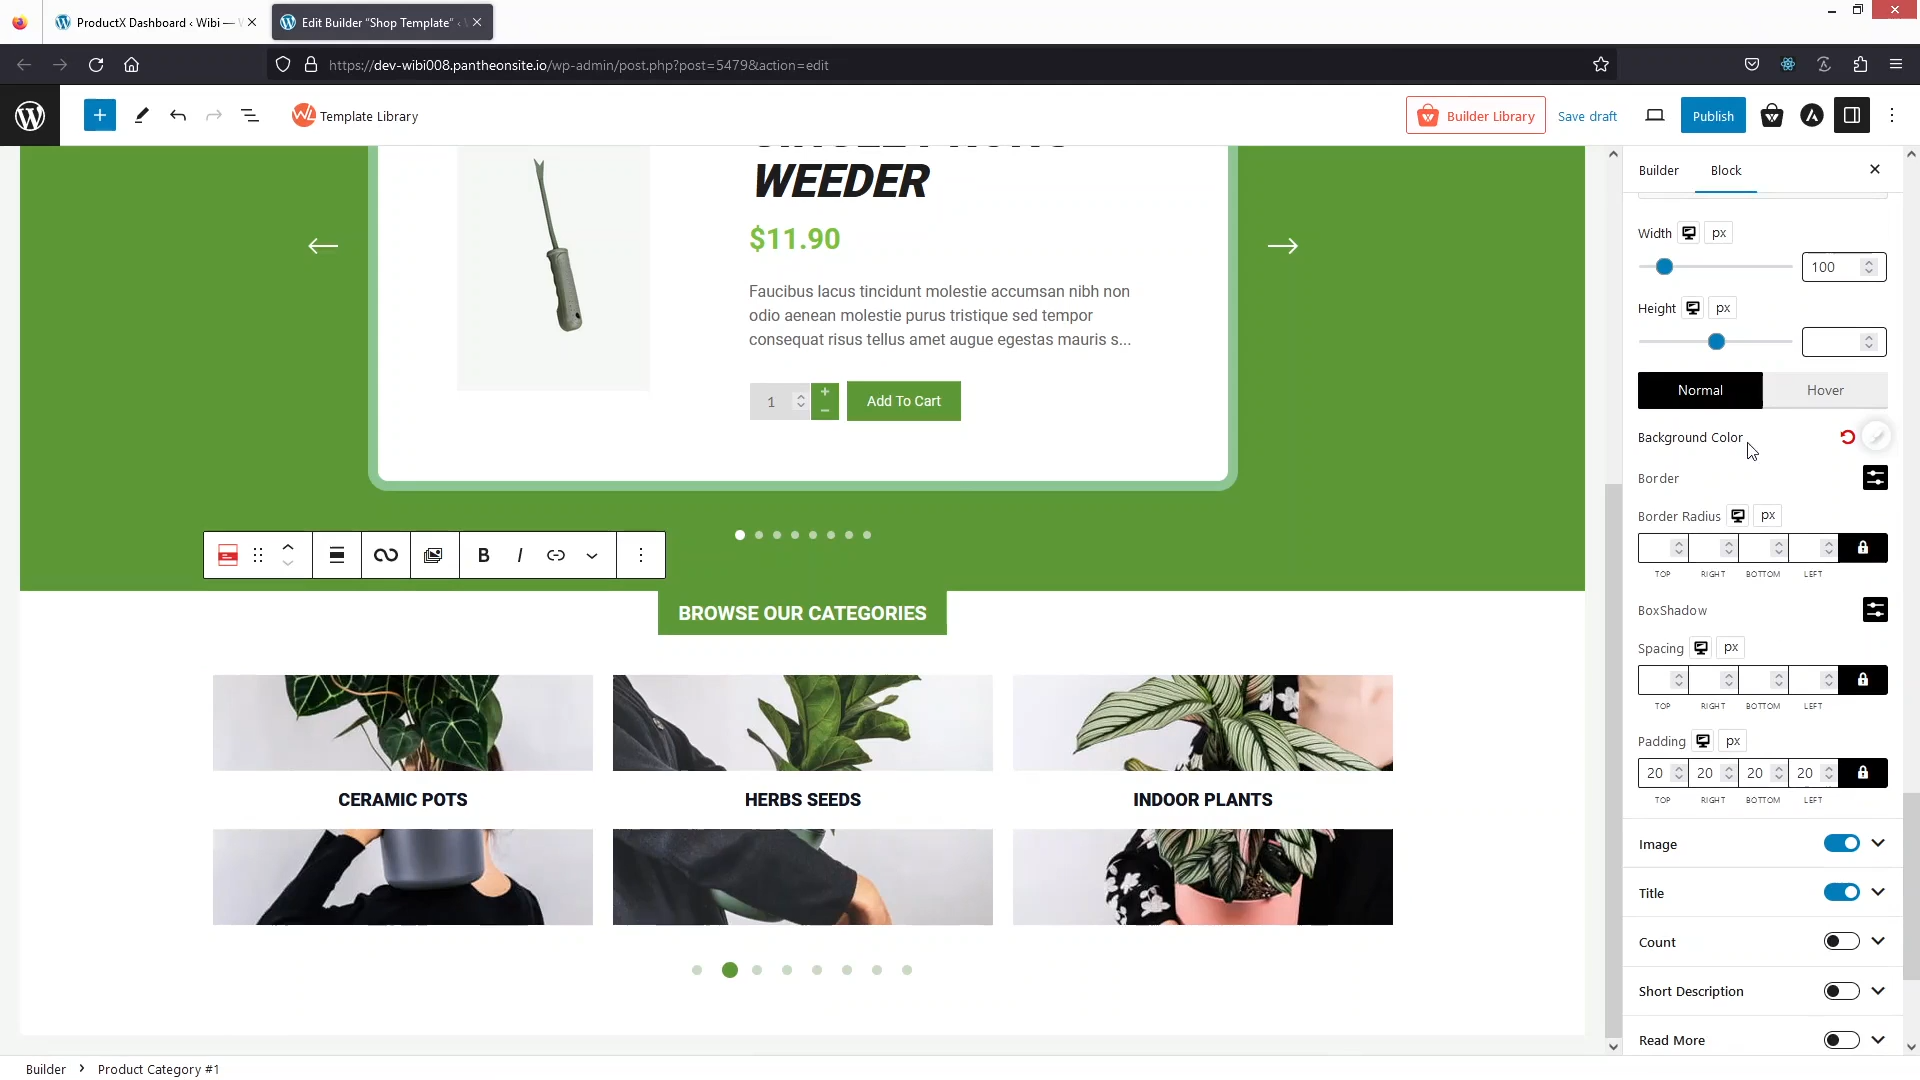 ProductX Dashboard ‹ Wibi —
Edit Builder "Shop Template" ‹
https://dev-wibi008.pantheonsite.io/wp-admin/post.php?post=5479&action=edit
Template Library
Builder Library
Save draft
Publish
WEEDER
$11.90
Faucibus lacus tincidunt molestie accumsan nibh non
odio aenean molestie purus tristique sed tempor
consequat risus tellus amet augue egestas mauris s...
1
+
−
Add To Cart
B I
BROWSE OUR CATEGORIES
CERAMIC POTS
HERBS SEEDS
INDOOR PLANTS
Builder › Product Category #1
Builder
Block
Width px
100
Height px
Normal
Hover
Background Color
Border
Border Radius px
TOP RIGHT BOTTOM LEFT
BoxShadow
Spacing px
TOP RIGHT BOTTOM LEFT
Padding px
20 20 20 20
TOP RIGHT BOTTOM LEFT
Image
Title
Count
Short Description
Read More